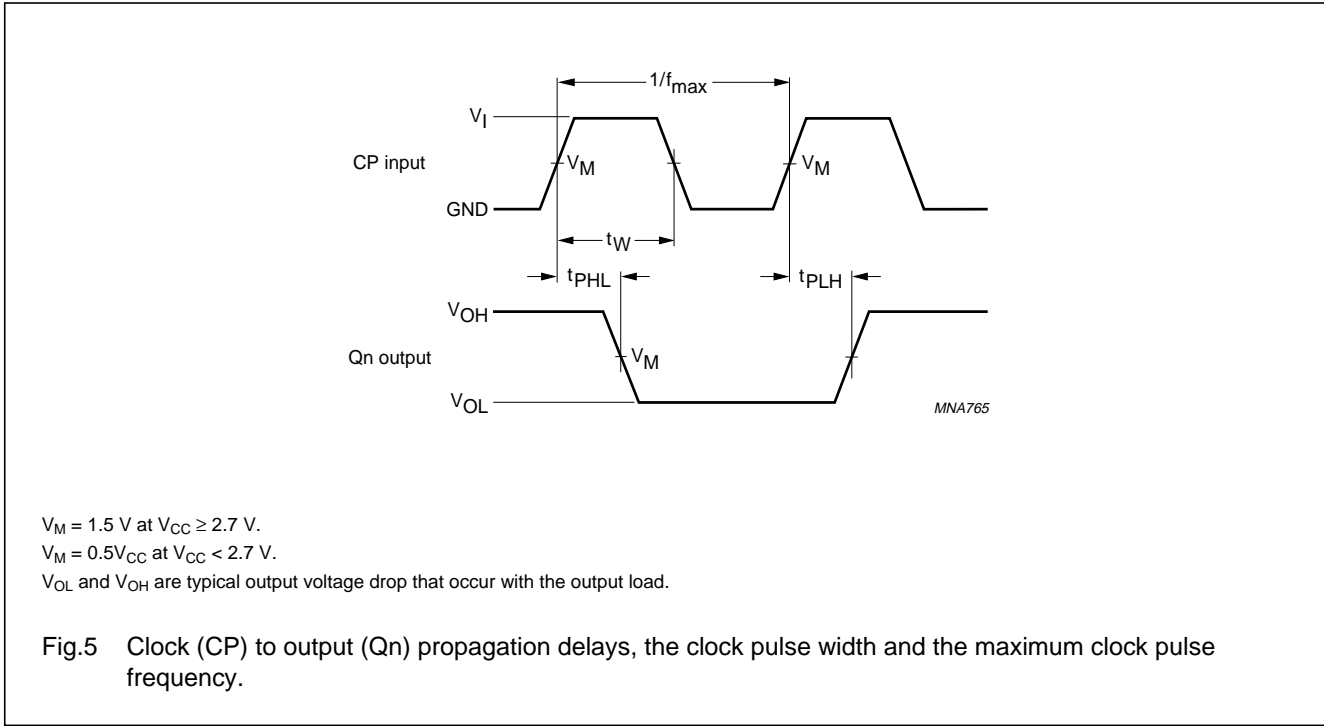 1/fmax
VI
CP input
VM
VM
GND
tW
tPHL
tPLH
VOH
Qn output
VM
VOL
MNA765
VM = 1.5 V at VCC ≥ 2.7 V.
VM = 0.5VCC at VCC < 2.7 V.
VOL and VOH are typical output voltage drop that occur with the output load.
Fig.5 Clock (CP) to output (Qn) propagation delays, the clock pulse width and the maximum clock pulse
frequency.